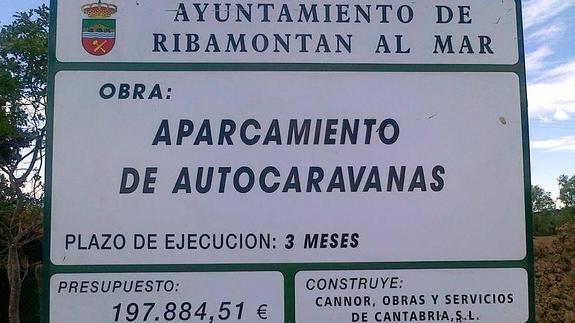 AYUNTAMIENTO DE
RIBAMONTAN AL MAR
OBRA:
APARCAMIENTO
DE AUTOCARAVANAS
PLAZO DE EJECUCION: 3 MESES
PRESUPUESTO:
197.884,51 €
CONSTRUYE:
CANNOR, OBRAS Y SERVICIOS
DE CANTABRIA,S.L.